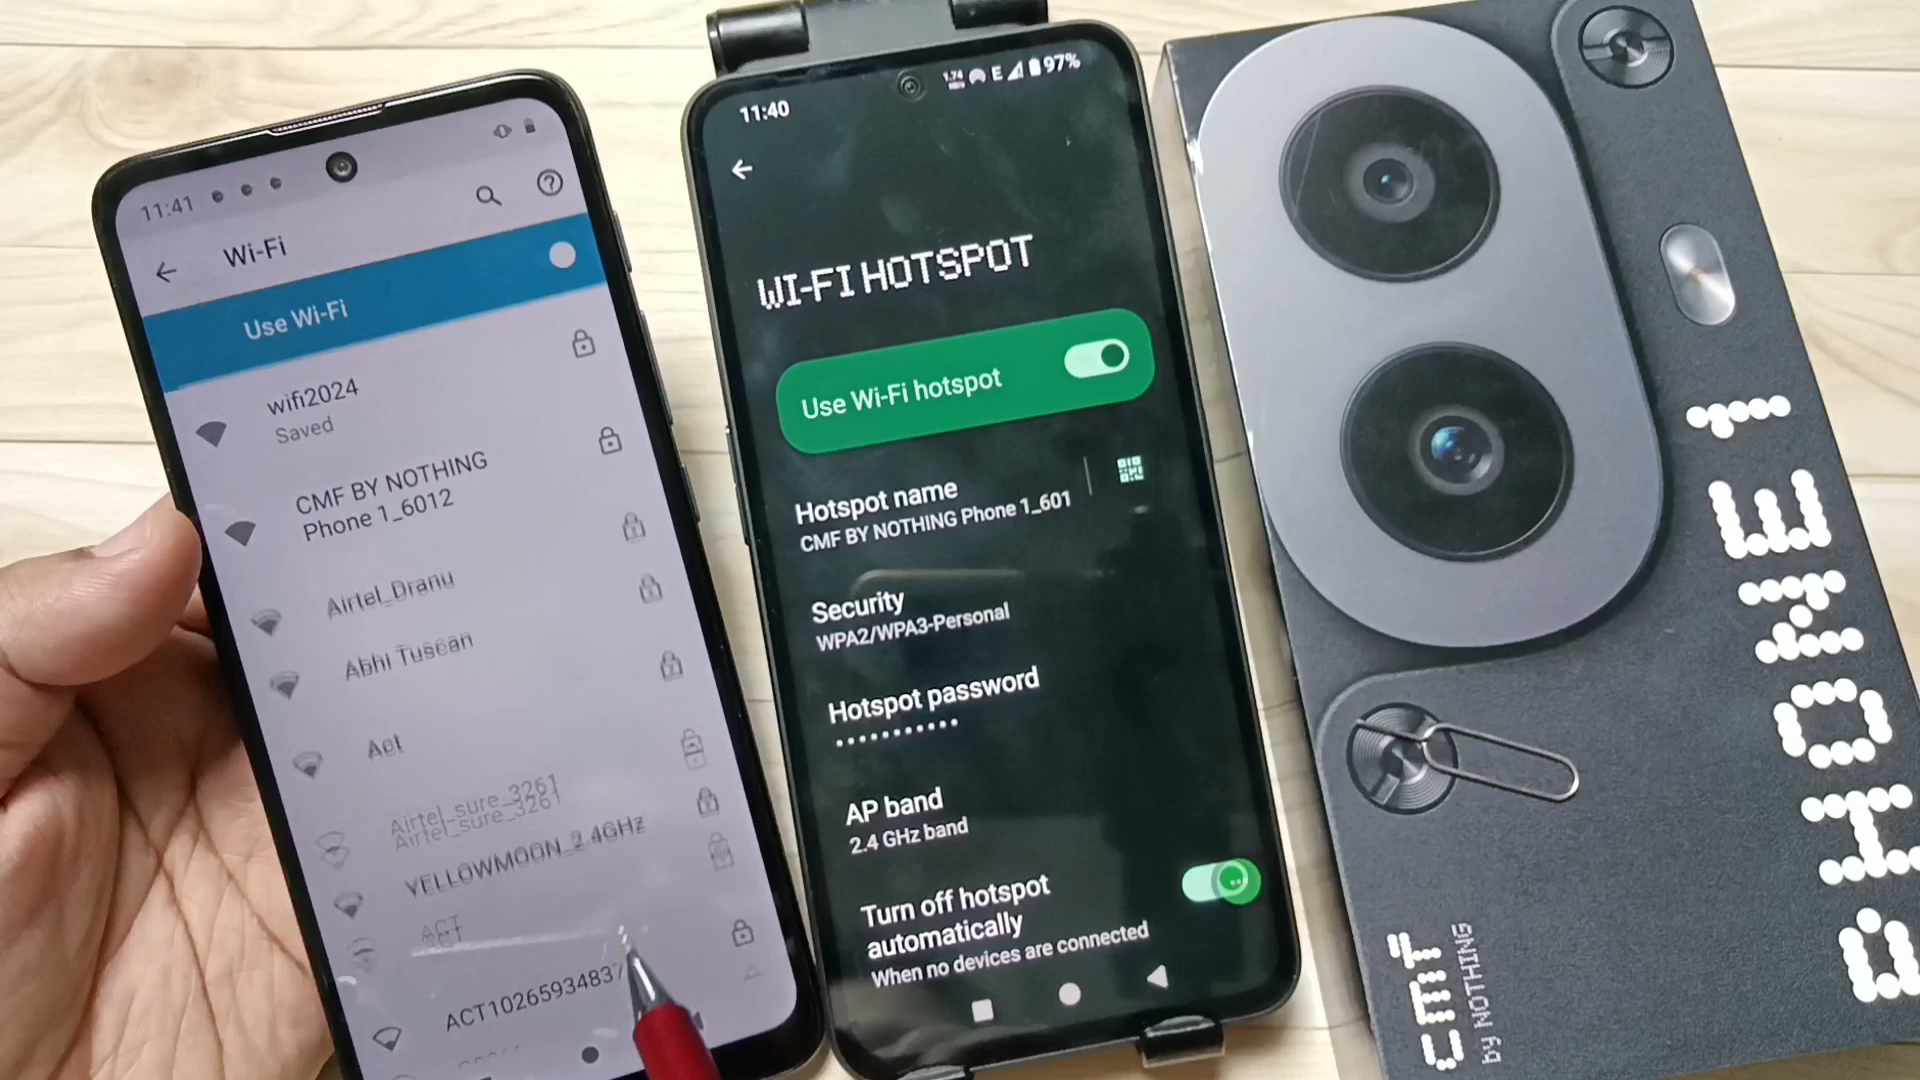 11:41
Wi-Fi
Use Wi-Fi
wifi2024
Saved
CMF BY NOTHING
Phone 1_6012
Airtel_Dranu
Abhi Tuscan
Act
Airtel_sure_3261
YELLOWMOON_2.4GHz
ACT
11:40
1.74
E
97%
WI-FI HOTSPOT
Use Wi-Fi hotspot
Hotspot name
CMF BY NOTHING Phone 1_601
Security
WPA2/WPA3-Personal
Hotspot password
AP band
2.4 GHz band
Turn off hotspot
automatically
When no devices are connected
PHONE 1
CMF
by NOTHING